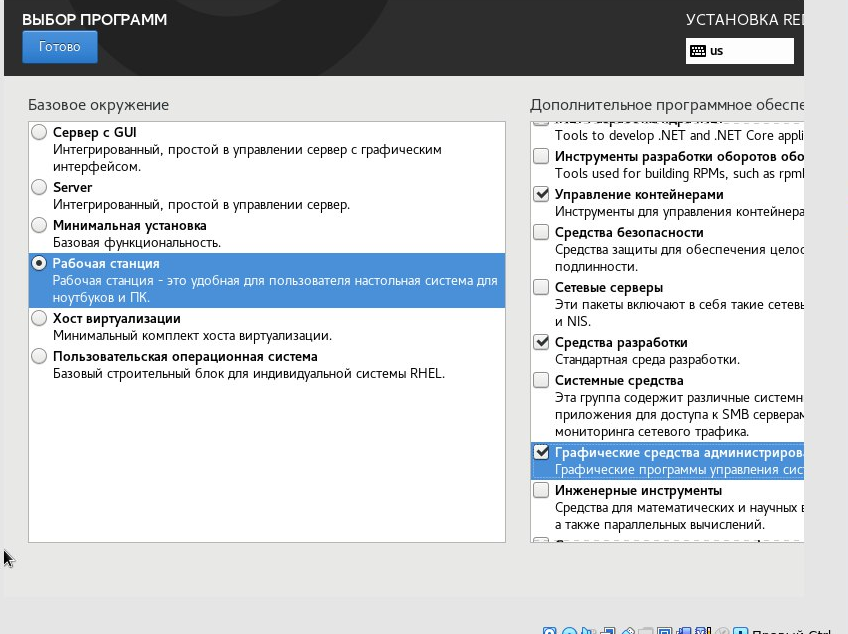 ВЫБОР ПРОГРАММ
УСТАНОВКА RED
Готово
us
Базовое окружение
Сервер с GUI
Интегрированный, простой в управлении сервер с графическим
интерфейсом.
Server
Интегрированный, простой в управлении сервер.
Минимальная установка
Базовая функциональность.
Рабочая станция
Рабочая станция - это удобная для пользователя настольная система для
ноутбуков и ПК.
Хост виртуализации
Минимальный комплект хоста виртуализации.
Пользовательская операционная система
Базовый строительный блок для индивидуальной системы RHEL.
Дополнительное программное обеспе
Tools to develop .NET and .NET Core appli
Инструменты разработки оборотов обо
Tools used for building RPMs, such as rpml
Управление контейнерами
Инструменты для управления контейнера
Средства безопасности
Средства защиты для обеспечения целос
подлинности.
Сетевые серверы
Эти пакеты включают в себя такие сетевь
и NIS.
Средства разработки
Стандартная среда разработки.
Системные средства
Эта группа содержит различные системн
приложения для доступа к SMB серверам
мониторинга сетевого трафика.
Графические средства администрирова
Графические программы управления сис
Инженерные инструменты
Средства для математических и научных в
а также параллельных вычислений.
Правый Ctrl